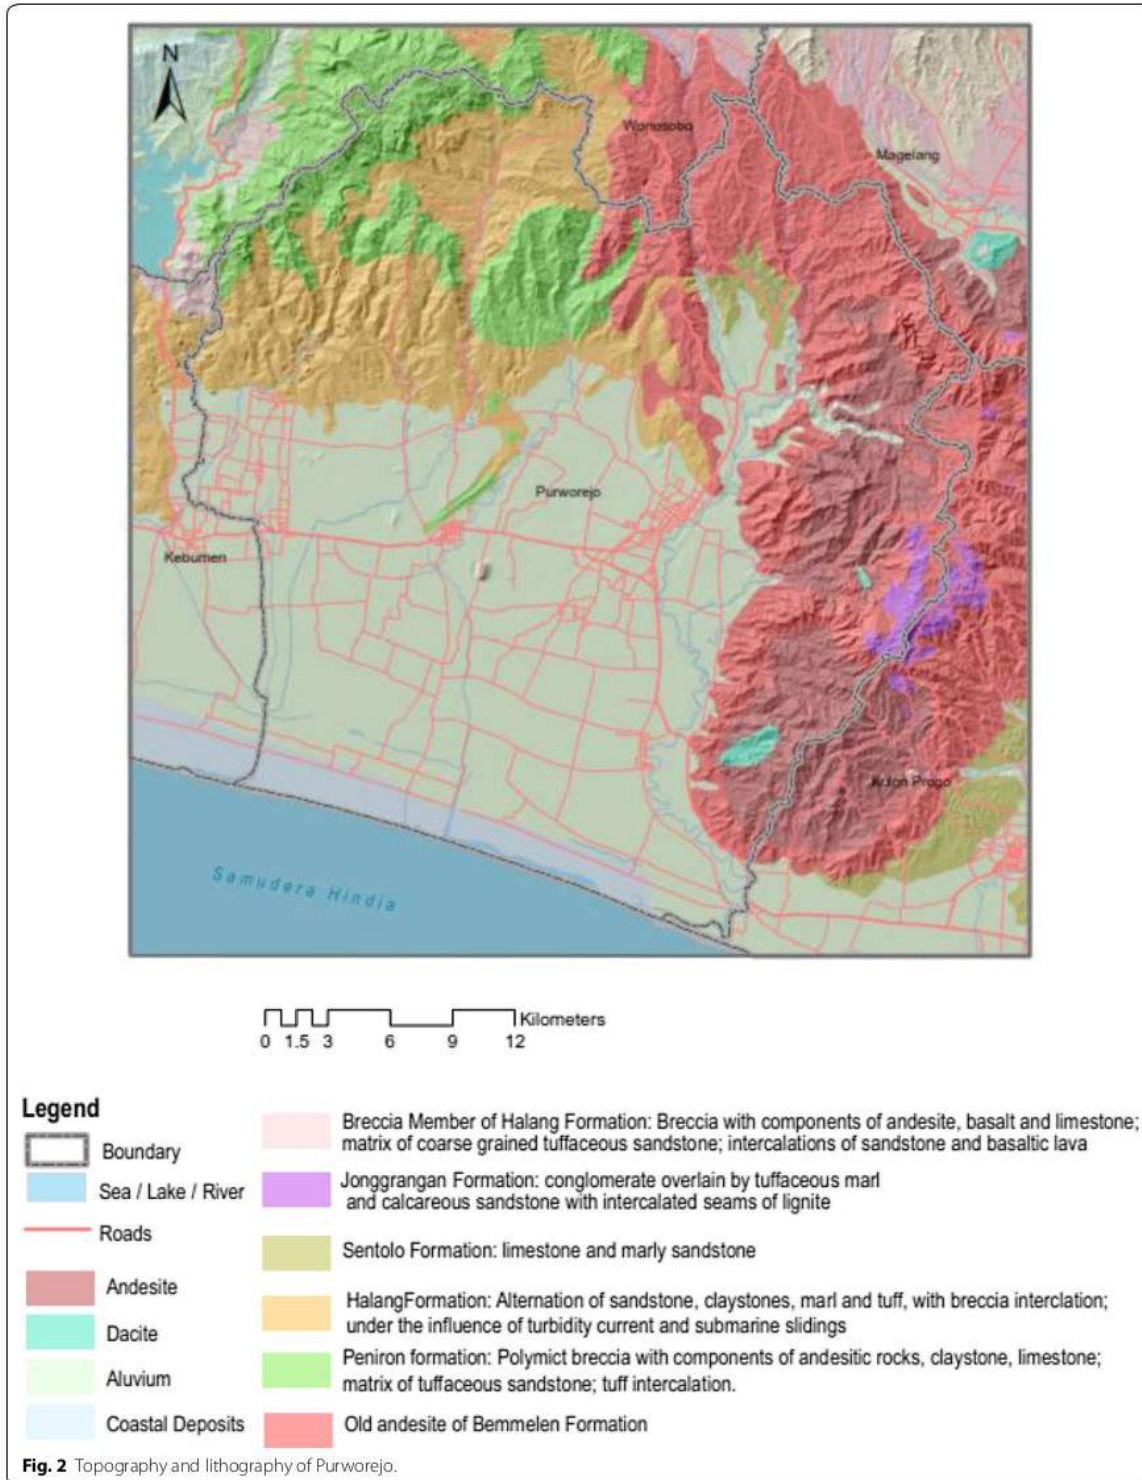 N
Wonosobo
Magelang
Purworejo
Kebumen
Kulon Progo
Samudera Hindia
Kilometers
0 1.5 3 6 9 12
Legend
Boundary
Sea / Lake / River
Roads
Andesite
Dacite
Aluvium
Coastal Deposits
Breccia Member of Halang Formation: Breccia with components of andesite, basalt and limestone;
matrix of coarse grained tuffaceous sandstone; intercalations of sandstone and basaltic lava
Jonggrangan Formation: conglomerate overlain by tuffaceous marl
and calcareous sandstone with intercalated seams of lignite
Sentolo Formation: limestone and marly sandstone
HalangFormation: Alternation of sandstone, claystones, marl and tuff, with breccia interclation;
under the influence of turbidity current and submarine slidings
Peniron formation: Polymict breccia with components of andesitic rocks, claystone, limestone;
matrix of tuffaceous sandstone; tuff intercalation.
Old andesite of Bemmelen Formation
Fig. 2 Topography and lithography of Purworejo.